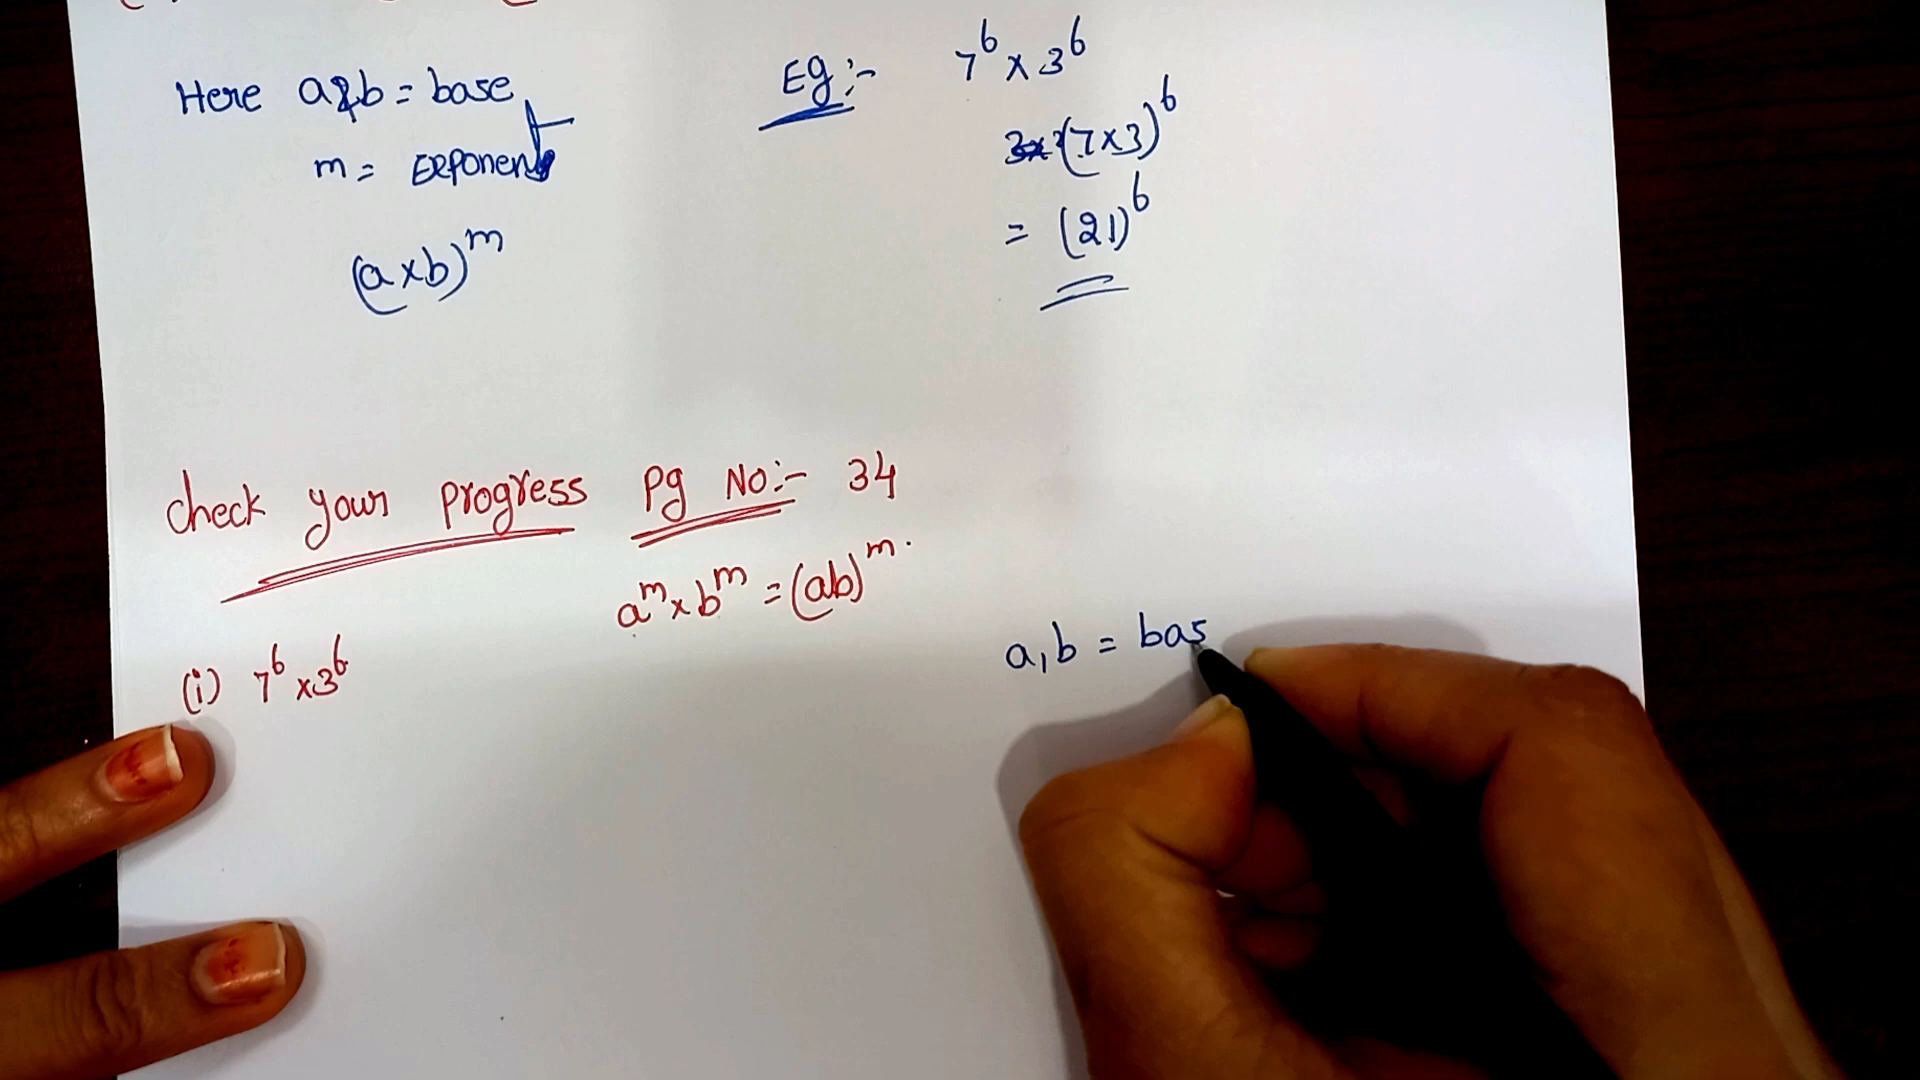 Here a&b = base
m = Exponent
(a×b)^m
Eg:- 7^6 × 3^6
(7×3)^6
= (21)^6
check your progress Pg No:- 34
a^m × b^m = (ab)^m.
(i) 7^6 × 3^6
a,b = bas